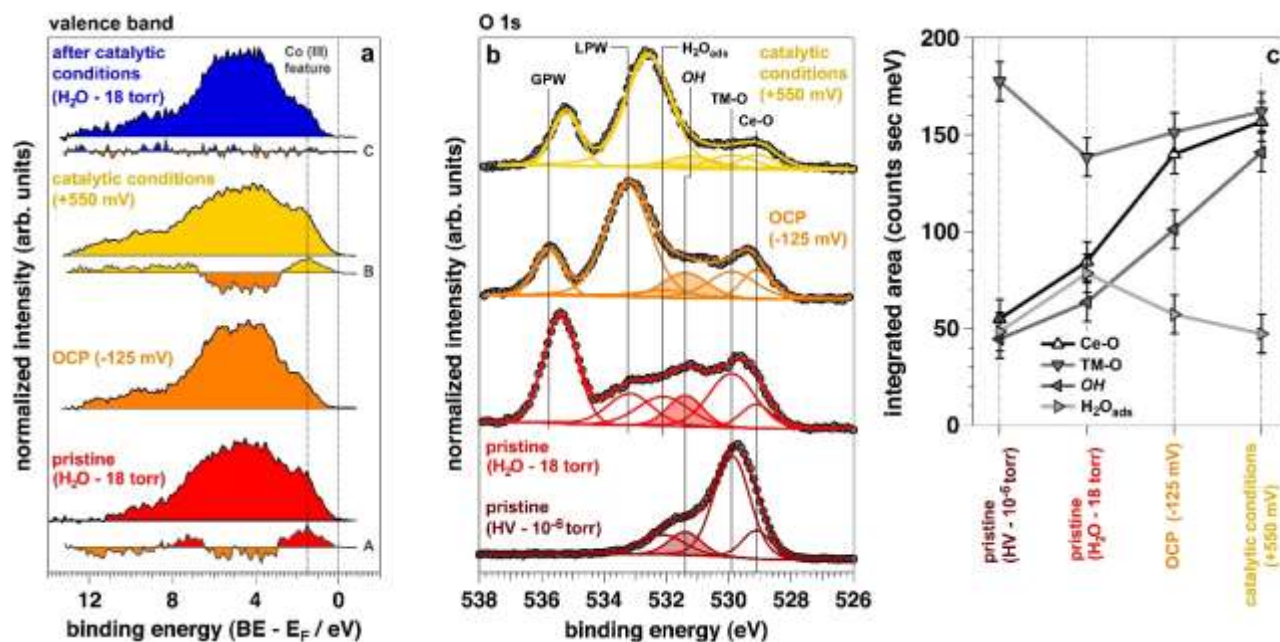 valence band
a
Co (III)
feature
after catalytic
conditions
(H₂O - 18 torr)
C
catalytic conditions
(+550 mV)
B
OCP (-125 mV)
pristine
(H₂O - 18 torr)
A
normalized intensity (arb. units)
12 8 4 0
binding energy (BE - E_F / eV)
O 1s
b
LPW
H₂O_ads
GPW
OH
TM-O
Ce-O
catalytic
conditions
(+550 mV)
OCP
(-125 mV)
pristine
(H₂O - 18 torr)
pristine
(HV - 10⁻⁶ torr)
normalized intensity (arb. units)
538 536 534 532 530 528 526
binding energy (eV)
c
integrated area (counts sec meV)
200
150
100
50
0
Ce-O
TM-O
OH
H₂O_ads
pristine
(HV - 10⁻⁶ torr)
pristine
(H₂O - 18 torr)
OCP (-125 mV)
catalytic conditions
(+550 mV)